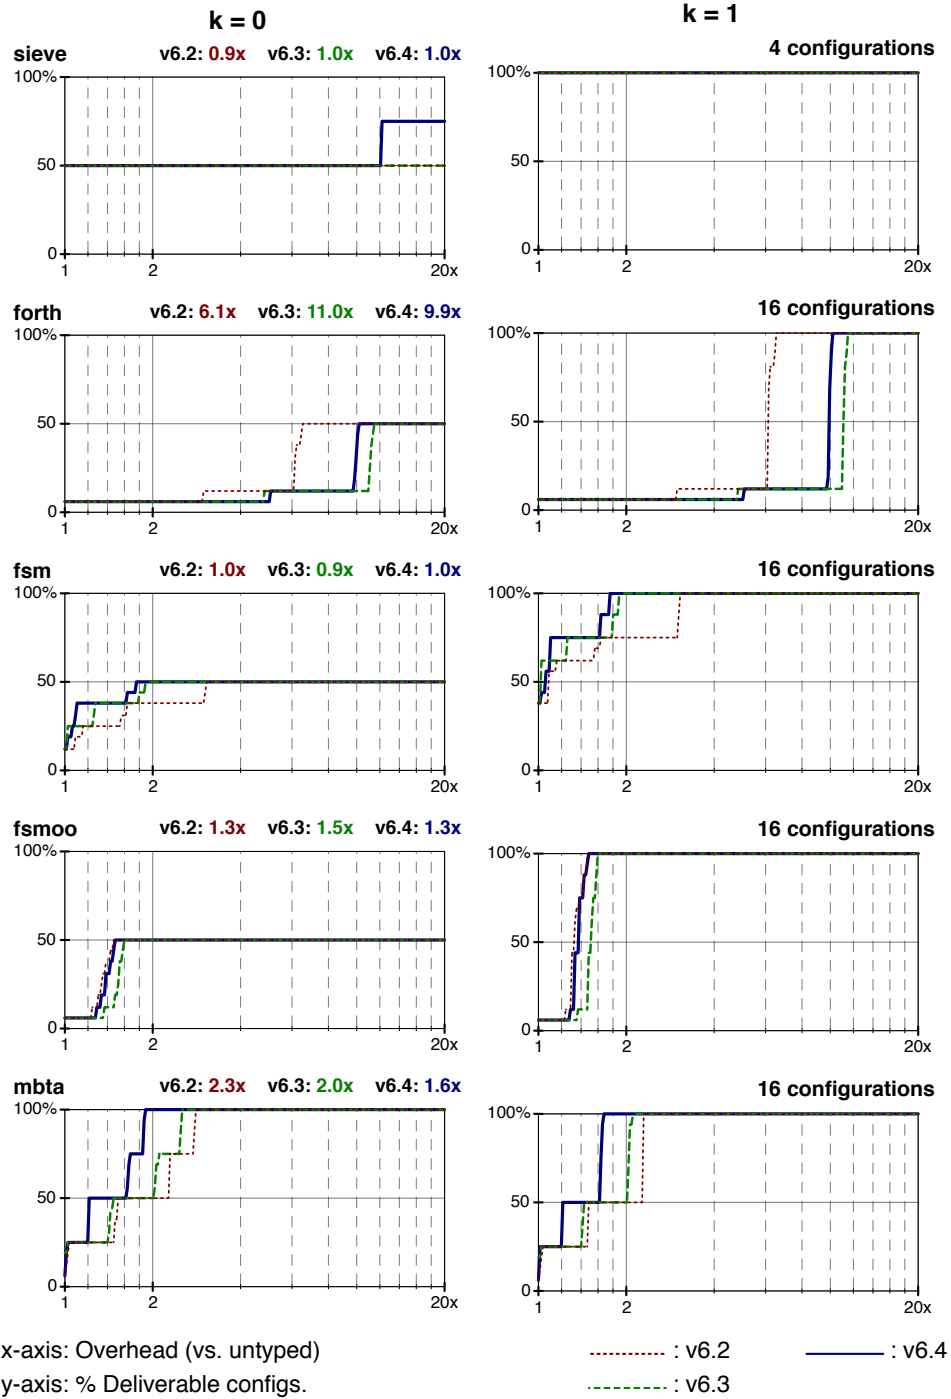 k = 0
k = 1
sieve v6.2: 0.9x v6.3: 1.0x v6.4: 1.0x
4 configurations
100%
50
0
1 2 20x
100%
50
0
1 2 20x
forth v6.2: 6.1x v6.3: 11.0x v6.4: 9.9x
16 configurations
100%
50
0
1 2 20x
100%
50
0
1 2 20x
fsm v6.2: 1.0x v6.3: 0.9x v6.4: 1.0x
16 configurations
100%
50
0
1 2 20x
100%
50
0
1 2 20x
fsmoo v6.2: 1.3x v6.3: 1.5x v6.4: 1.3x
16 configurations
100%
50
0
1 2 20x
100%
50
0
1 2 20x
mbta v6.2: 2.3x v6.3: 2.0x v6.4: 1.6x
16 configurations
100%
50
0
1 2 20x
100%
50
0
1 2 20x
x-axis: Overhead (vs. untyped)
y-axis: % Deliverable configs.
: v6.2
: v6.4
: v6.3